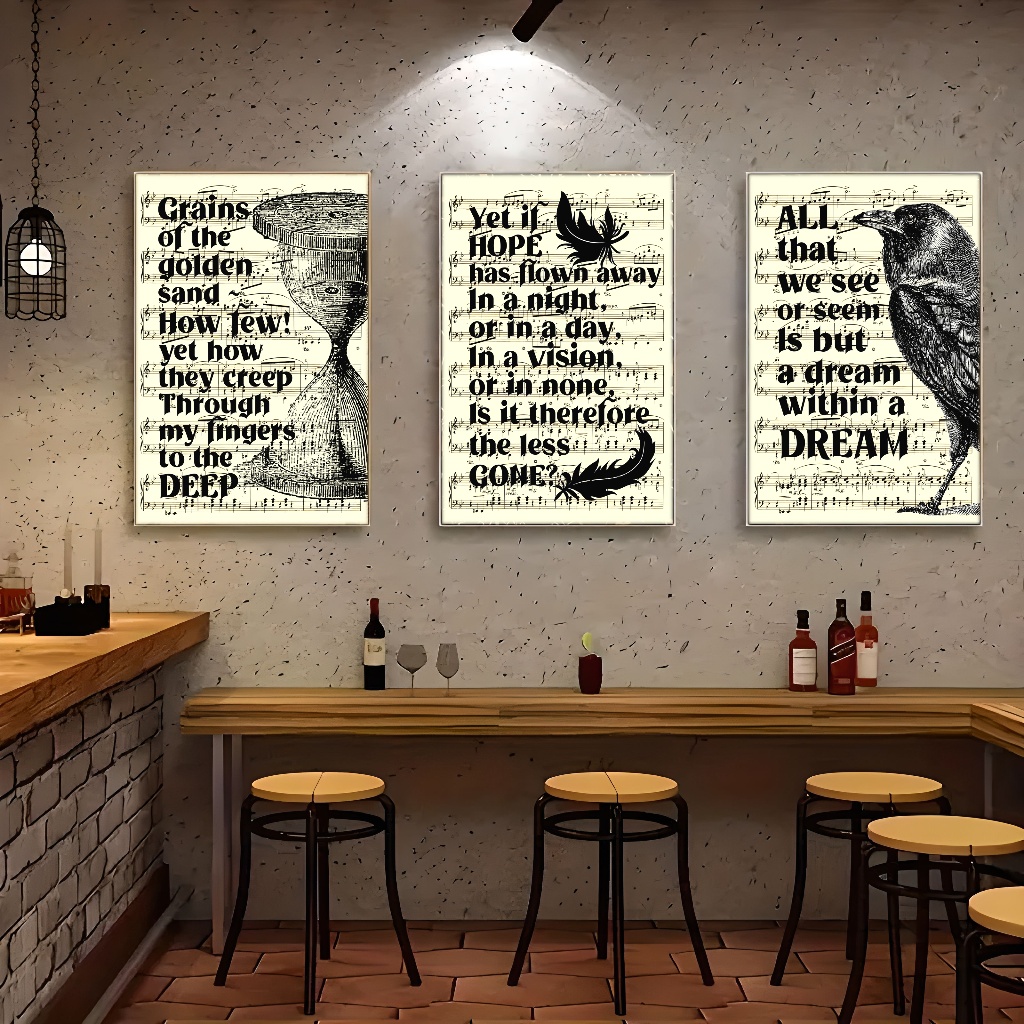 Grains
of the
golden
sand ~
How few!
yet how
they creep
Through
my fingers
to the
DEEP
Yet if
HOPE
has flown away
In a night,
or in a day,
In a vision,
or in none,
Is it therefore
the less
GONE?
ALL
that
we see
or seem
Is but
a dream
within a
DREAM